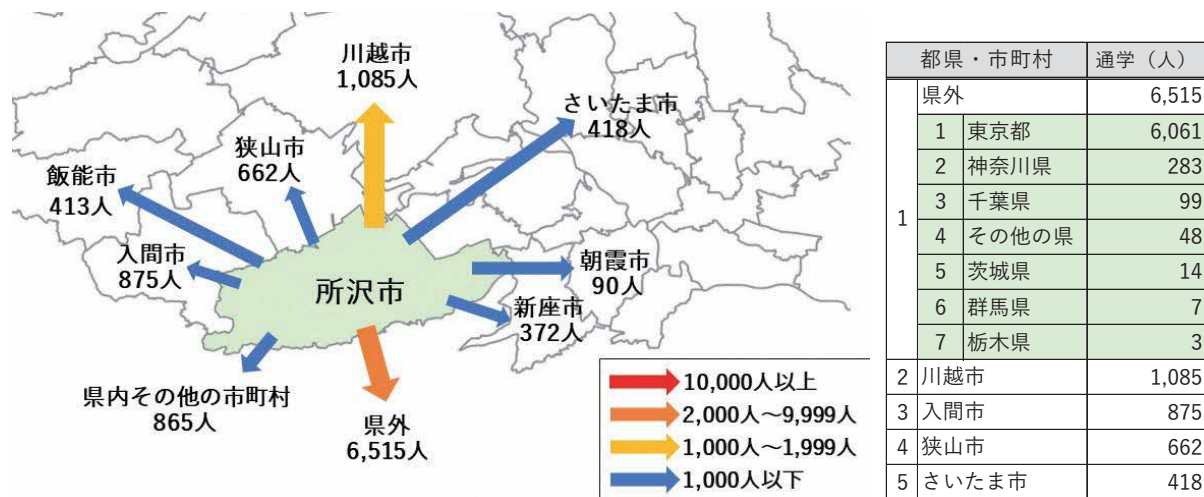 川越市
1,085人
さいたま市
418人
狭山市
662人
飯能市
413人
入間市
875人
所沢市
朝霞市
90人
新座市
372人
県内その他の市町村
865人
県外
6,515人
10,000人以上
2,000人～9,999人
1,000人～1,999人
1,000人以下
都県・市町村 通学（人）
1 県外 6,515
1 東京都 6,061
2 神奈川県 283
3 千葉県 99
4 その他の県 48
5 茨城県 14
6 群馬県 7
7 栃木県 3
2 川越市 1,085
3 入間市 875
4 狭山市 662
5 さいたま市 418